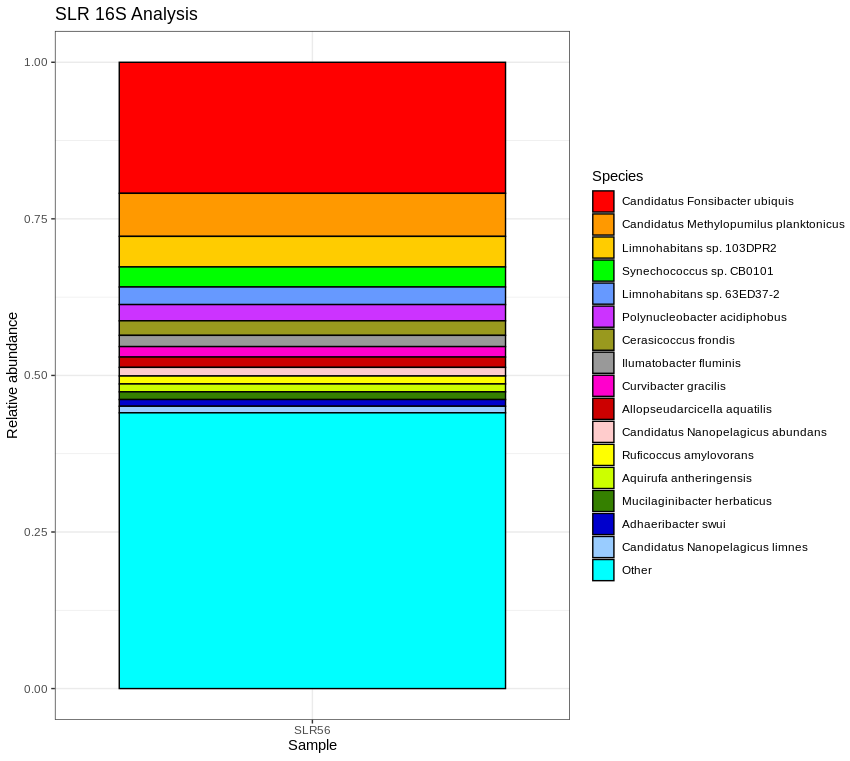 SLR 16S Analysis
1.00
0.75
0.50
0.25
0.00
Relative abundance
SLR56
Sample
Species
Candidatus Fonsibacter ubiquis
Candidatus Methylopumilus planktonicus
Limnohabitans sp. 103DPR2
Synechococcus sp. CB0101
Limnohabitans sp. 63ED37-2
Polynucleobacter acidiphobus
Cerasicoccus frondis
Ilumatobacter fluminis
Curvibacter gracilis
Allopseudarcicella aquatilis
Candidatus Nanopelagicus abundans
Ruficoccus amylovorans
Aquirufa antheringensis
Mucilaginibacter herbaticus
Adhaeribacter swui
Candidatus Nanopelagicus limnes
Other